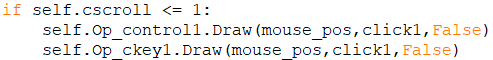 if self.cscroll <= 1:
    self.Op_control1.Draw(mouse_pos,click1,False)
    self.Op_ckey1.Draw(mouse_pos,click1,False)